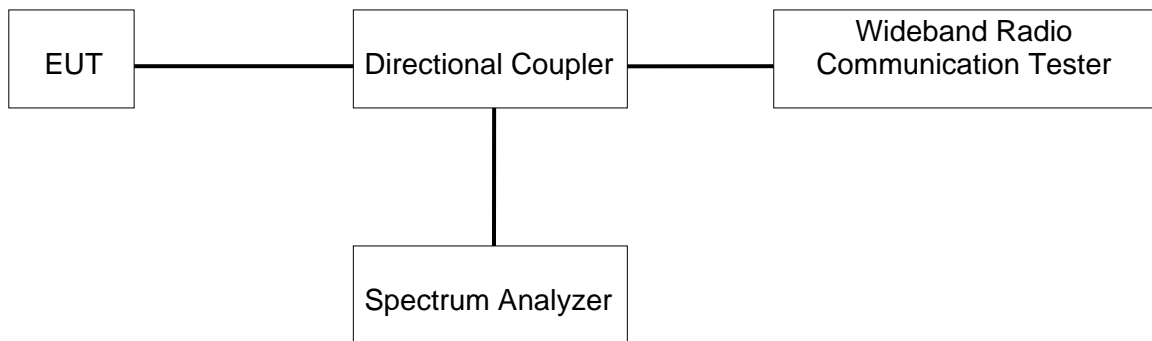 EUT
Directional Coupler
Wideband Radio
Communication Tester
Spectrum Analyzer